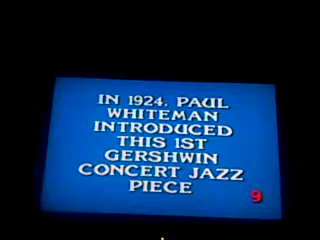 IN 1924, PAUL
WHITEMAN
INTRODUCED
THIS 1ST
GERSHWIN
CONCERT JAZZ
PIECE
9